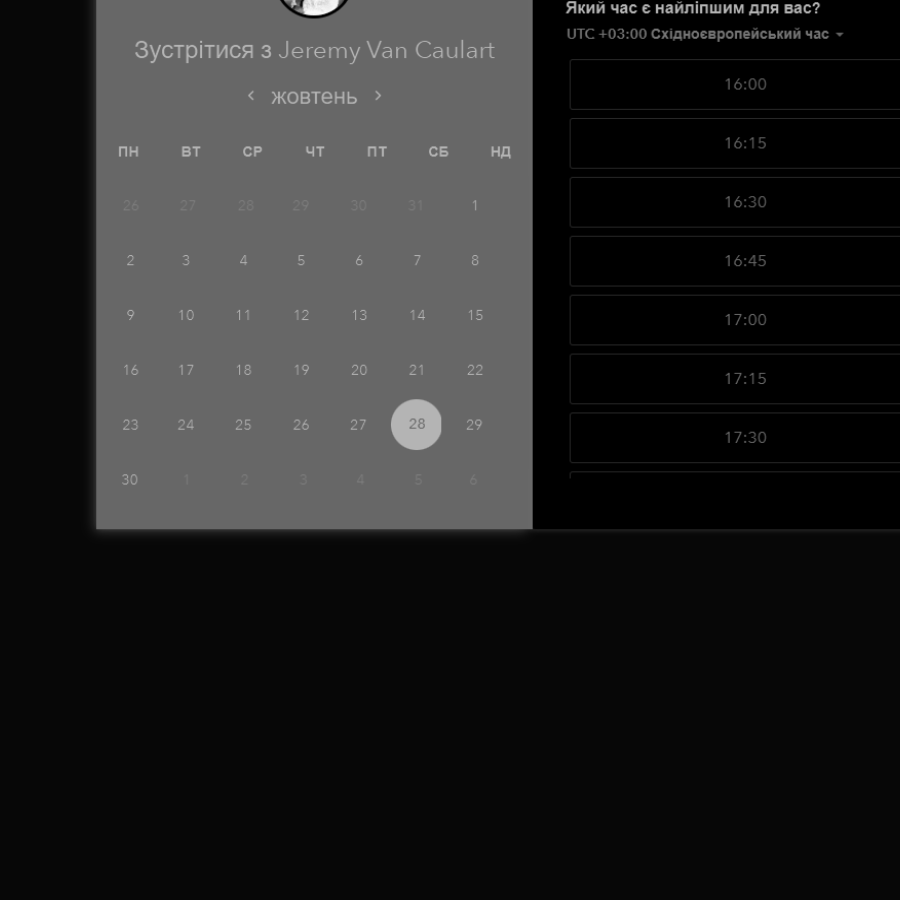 Зустрітися з Jeremy Van Caulart
‹ жовтень ›
ПН ВТ СР ЧТ ПТ СБ НД
26 27 28 29 30 31 1
2 3 4 5 6 7 8
9 10 11 12 13 14 15
16 17 18 19 20 21 22
23 24 25 26 27 28 29
30 1 2 3 4 5 6
Який час є найліпшим для вас?
UTC +03:00 Східноєвропейський час
16:00
16:15
16:30
16:45
17:00
17:15
17:30